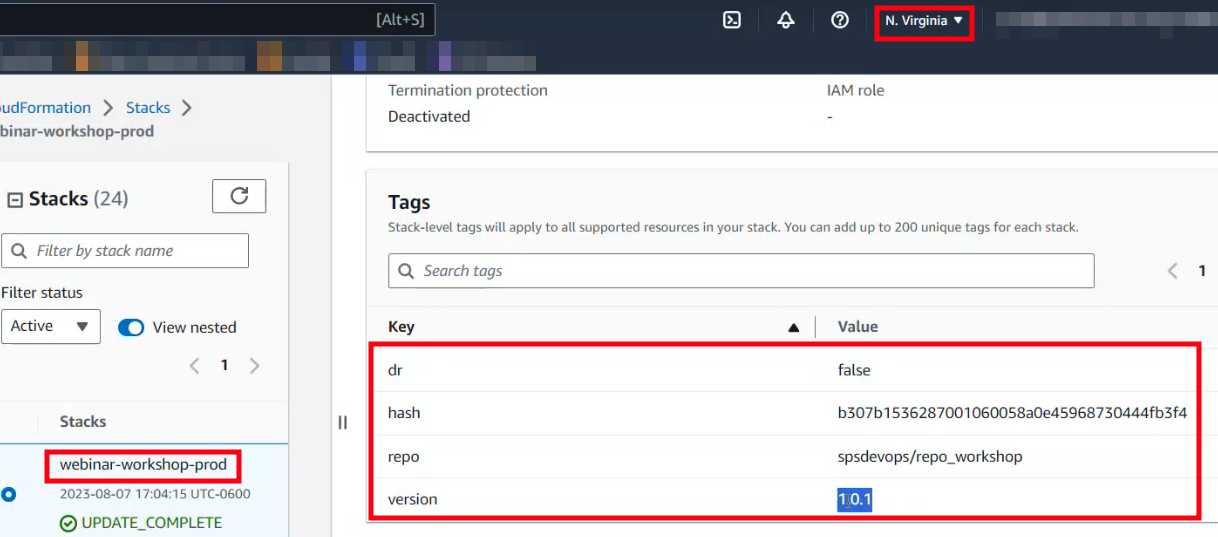 [Alt+S]
N. Virginia
oudFormation
Stacks
binar-workshop-prod
Stacks (24)
Filter by stack name
Filter status
Active
View nested
1
Stacks
webinar-workshop-prod
2023-08-07 17:04:15 UTC-0600
UPDATE_COMPLETE
Termination protection
IAM role
Deactivated
-
Tags
Stack-level tags will apply to all supported resources in your stack. You can add up to 200 unique tags for each stack.
Search tags
1
Key
Value
dr
false
hash
b307b1536287001060058a0e45968730444fb3f4
repo
spsdevops/repo_workshop
version
1.0.1